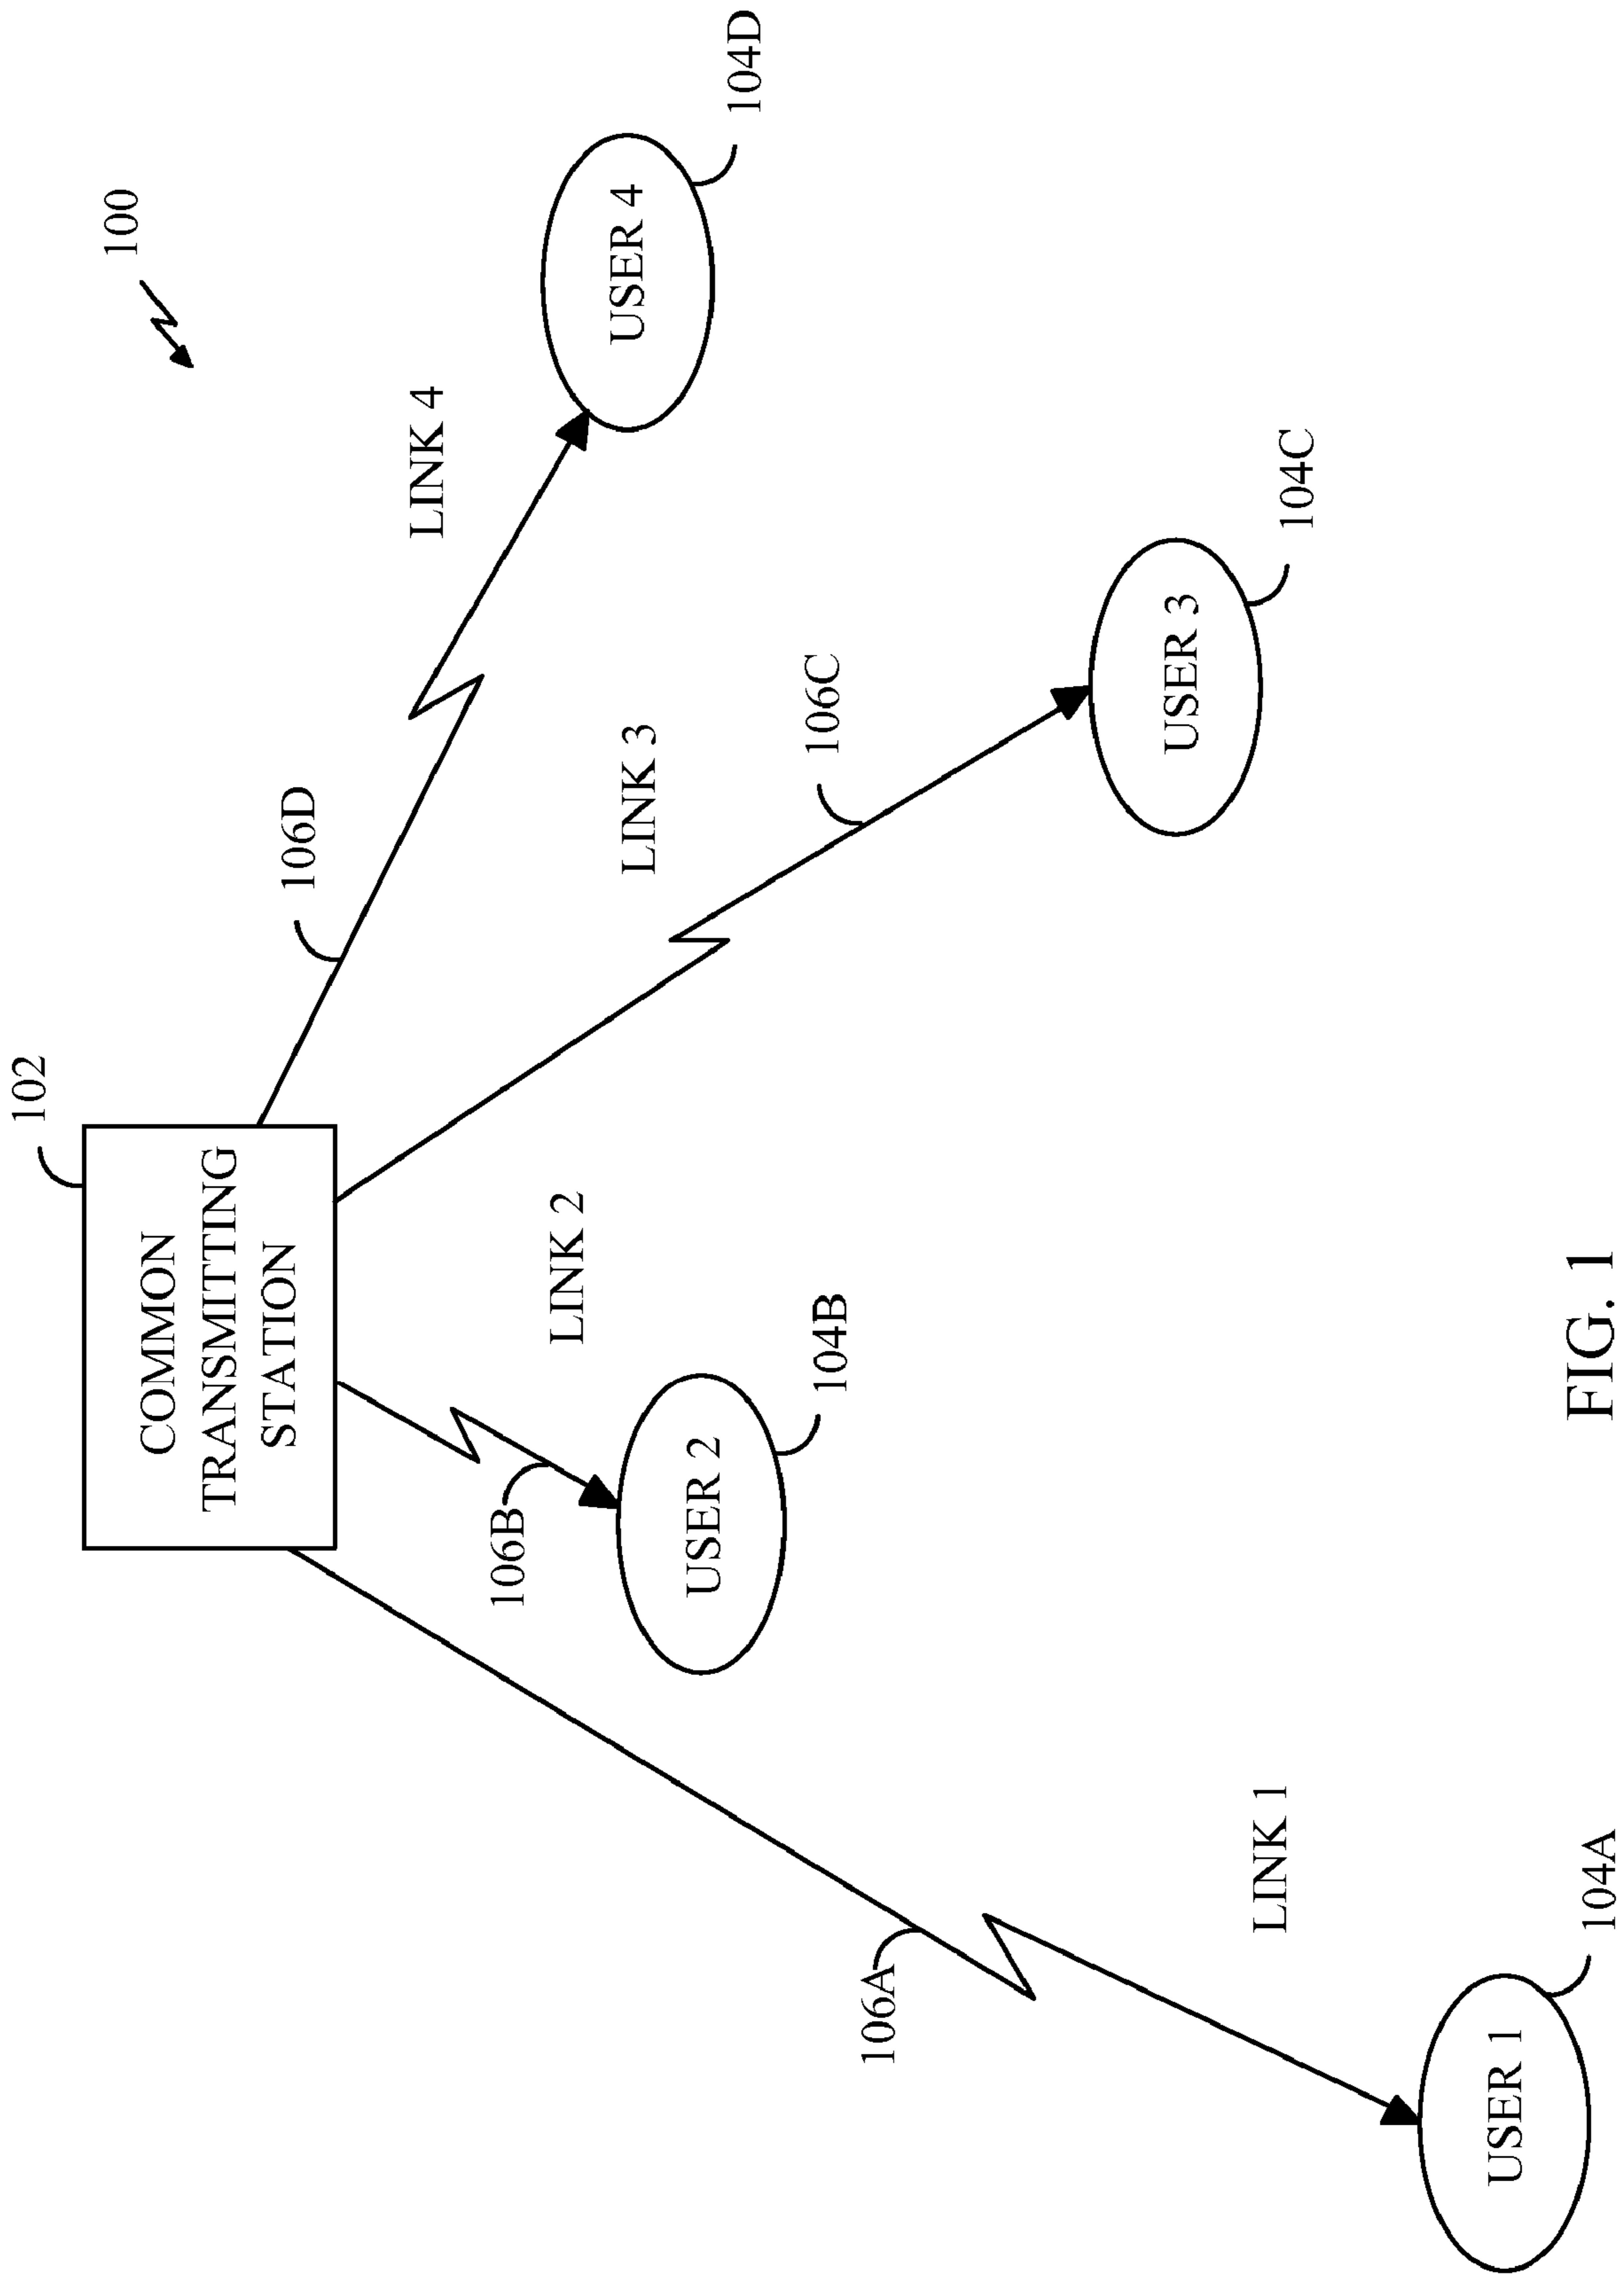 102
100
COMMON
TRANSMITTING
STATION
106D
LINK 4
USER 4
104D
106B
LINK 2
LINK 3
USER 2
104B
106C
106A
USER 3
104C
LINK 1
USER 1
104A
FIG. 1